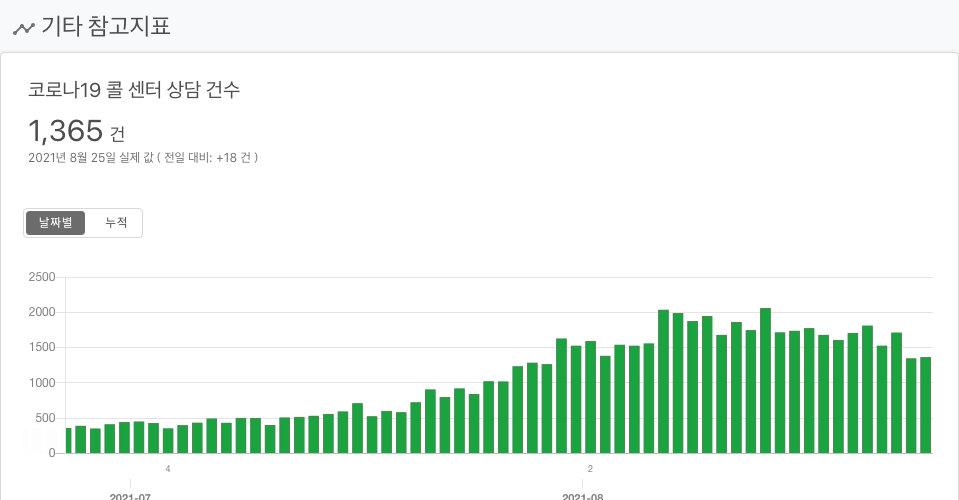 기타 참고지표
코로나19 콜 센터 상담 건수
1,365 건
2021년 8월 25일 실제 값 ( 전일 대비: +18 건 )
날짜별 누적
2500
2000
1500
1000
500
0
4 2
2021-07 2021-08